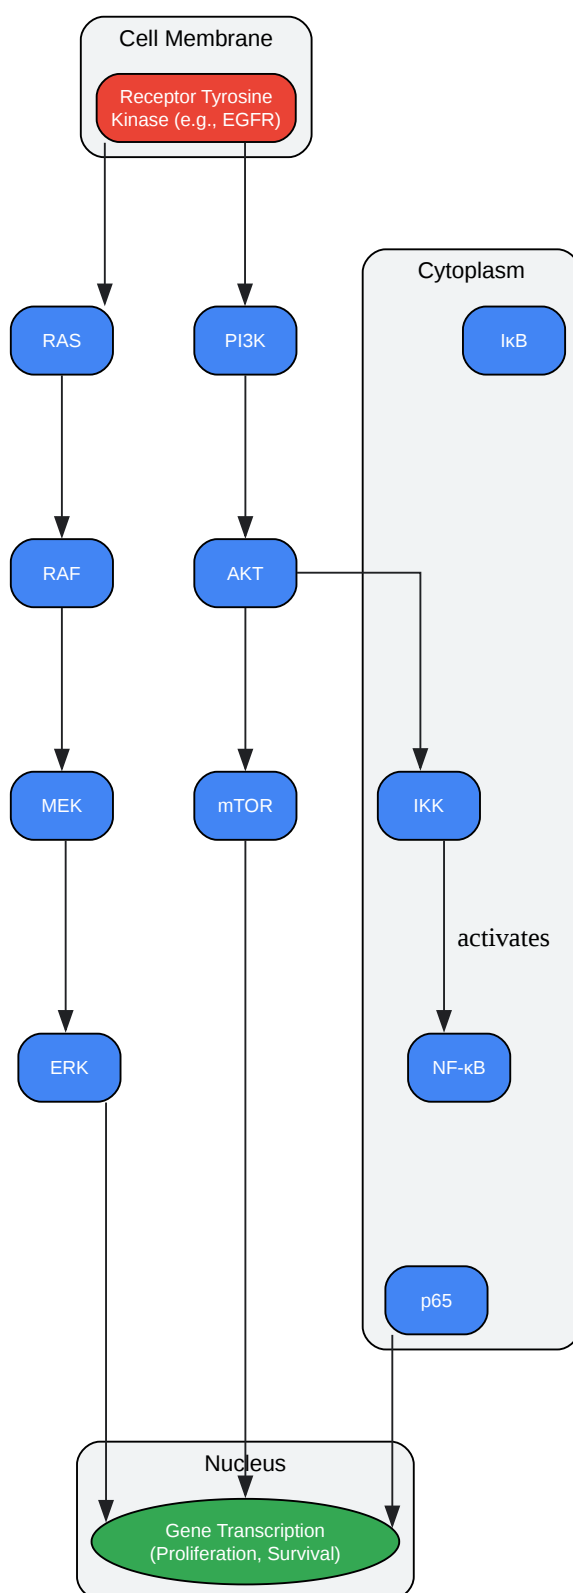 Cell Membrane
Receptor Tyrosine
Kinase (e.g., EGFR)
Cytoplasm
RAS
PI3K
IκB
RAF
AKT
MEK
mTOR
IKK
activates
ERK
NF-κB
p65
Nucleus
Gene Transcription
(Proliferation, Survival)